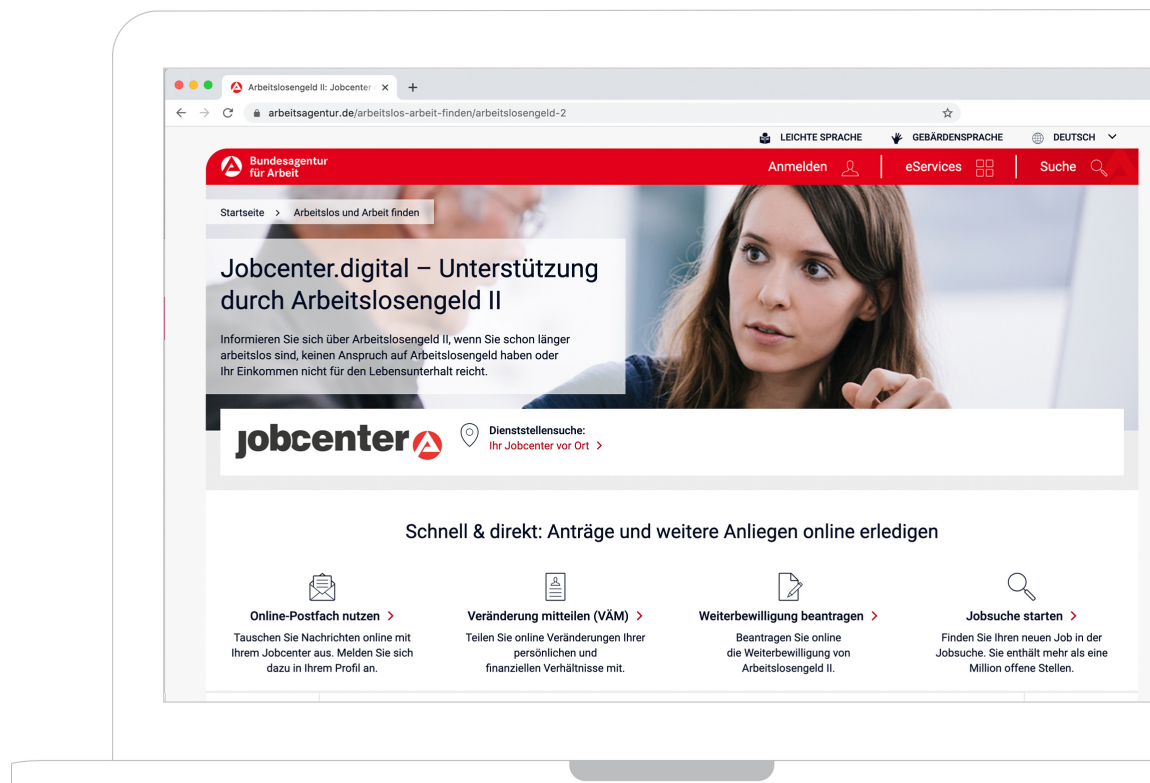 Arbeitslosengeld II: Jobcenter
arbeitsagentur.de/arbeitslos-arbeit-finden/arbeitslosengeld-2
LEICHTE SPRACHE GEBÄRDENSPRACHE DEUTSCH
Bundesagentur
für Arbeit
Anmelden eServices Suche
Startseite > Arbeitslos und Arbeit finden
Jobcenter.digital – Unterstützung
durch Arbeitslosengeld II
Informieren Sie sich über Arbeitslosengeld II, wenn Sie schon länger
arbeitslos sind, keinen Anspruch auf Arbeitslosengeld haben oder
Ihr Einkommen nicht für den Lebensunterhalt reicht.
jobcenter
Dienststellensuche:
Ihr Jobcenter vor Ort >
Schnell & direkt: Anträge und weitere Anliegen online erledigen
Online-Postfach nutzen >
Tauschen Sie Nachrichten online mit
Ihrem Jobcenter aus. Melden Sie sich
dazu in Ihrem Profil an.
Veränderung mitteilen (VÄM) >
Teilen Sie online Veränderungen Ihrer
persönlichen und
finanziellen Verhältnisse mit.
Weiterbewilligung beantragen >
Beantragen Sie online
die Weiterbewilligung von
Arbeitslosengeld II.
Jobsuche starten >
Finden Sie Ihren neuen Job in der
Jobsuche. Sie enthält mehr als eine
Million offene Stellen.